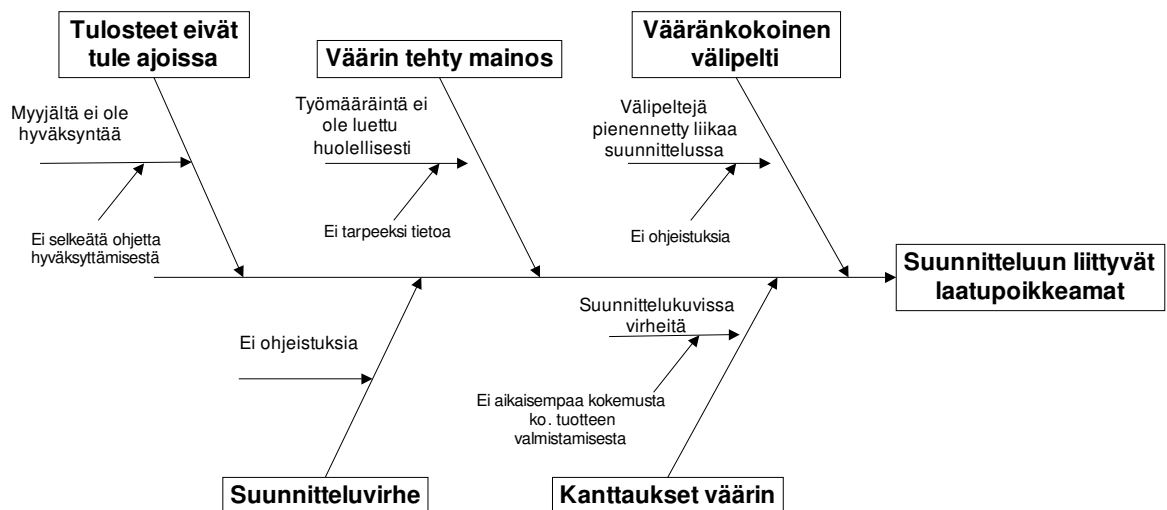 Tulosteet eivät
tule ajoissa
Väärin tehty mainos
Vääränkokoinen
välipelti
Myyjältä ei ole
hyväksyntää
Työmääräintä ei
ole luettu
huolellisesti
Välipeltejä
pienennetty liikaa
suunnittelussa
Ei selkeätä ohjetta
hyväksyttämisestä
Ei tarpeeksi tietoa
Ei ohjeistuksia
Suunnitteluun liittyvät
laatupoikkeamat
Ei ohjeistuksia
Suunnittelukuvissa
virheitä
Ei aikaisempaa kokemusta
ko. tuotteen
valmistamisesta
Suunnitteluvirhe
Kanttaukset väärin